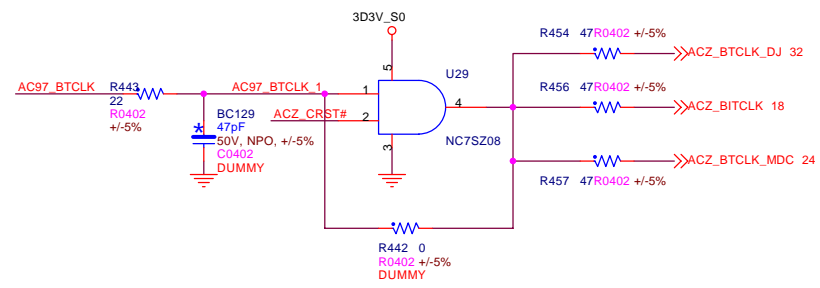 3D3V_S0
R454 47R0402 +/-5%
U29
5
ACZ_BTCLK_DJ 32
AC97_BTCLK
R443
22
R0402
+/-5%
AC97_BTCLK_1
1
R456 47R0402 +/-5%
4
ACZ_BITCLK 18
BC129
47pF
50V, NPO, +/-5%
C0402
DUMMY
ACZ_CRST#
2
NC7SZ08
3
ACZ_BTCLK_MDC 24
R457 47R0402 +/-5%
R442 0
R0402 +/-5%
DUMMY